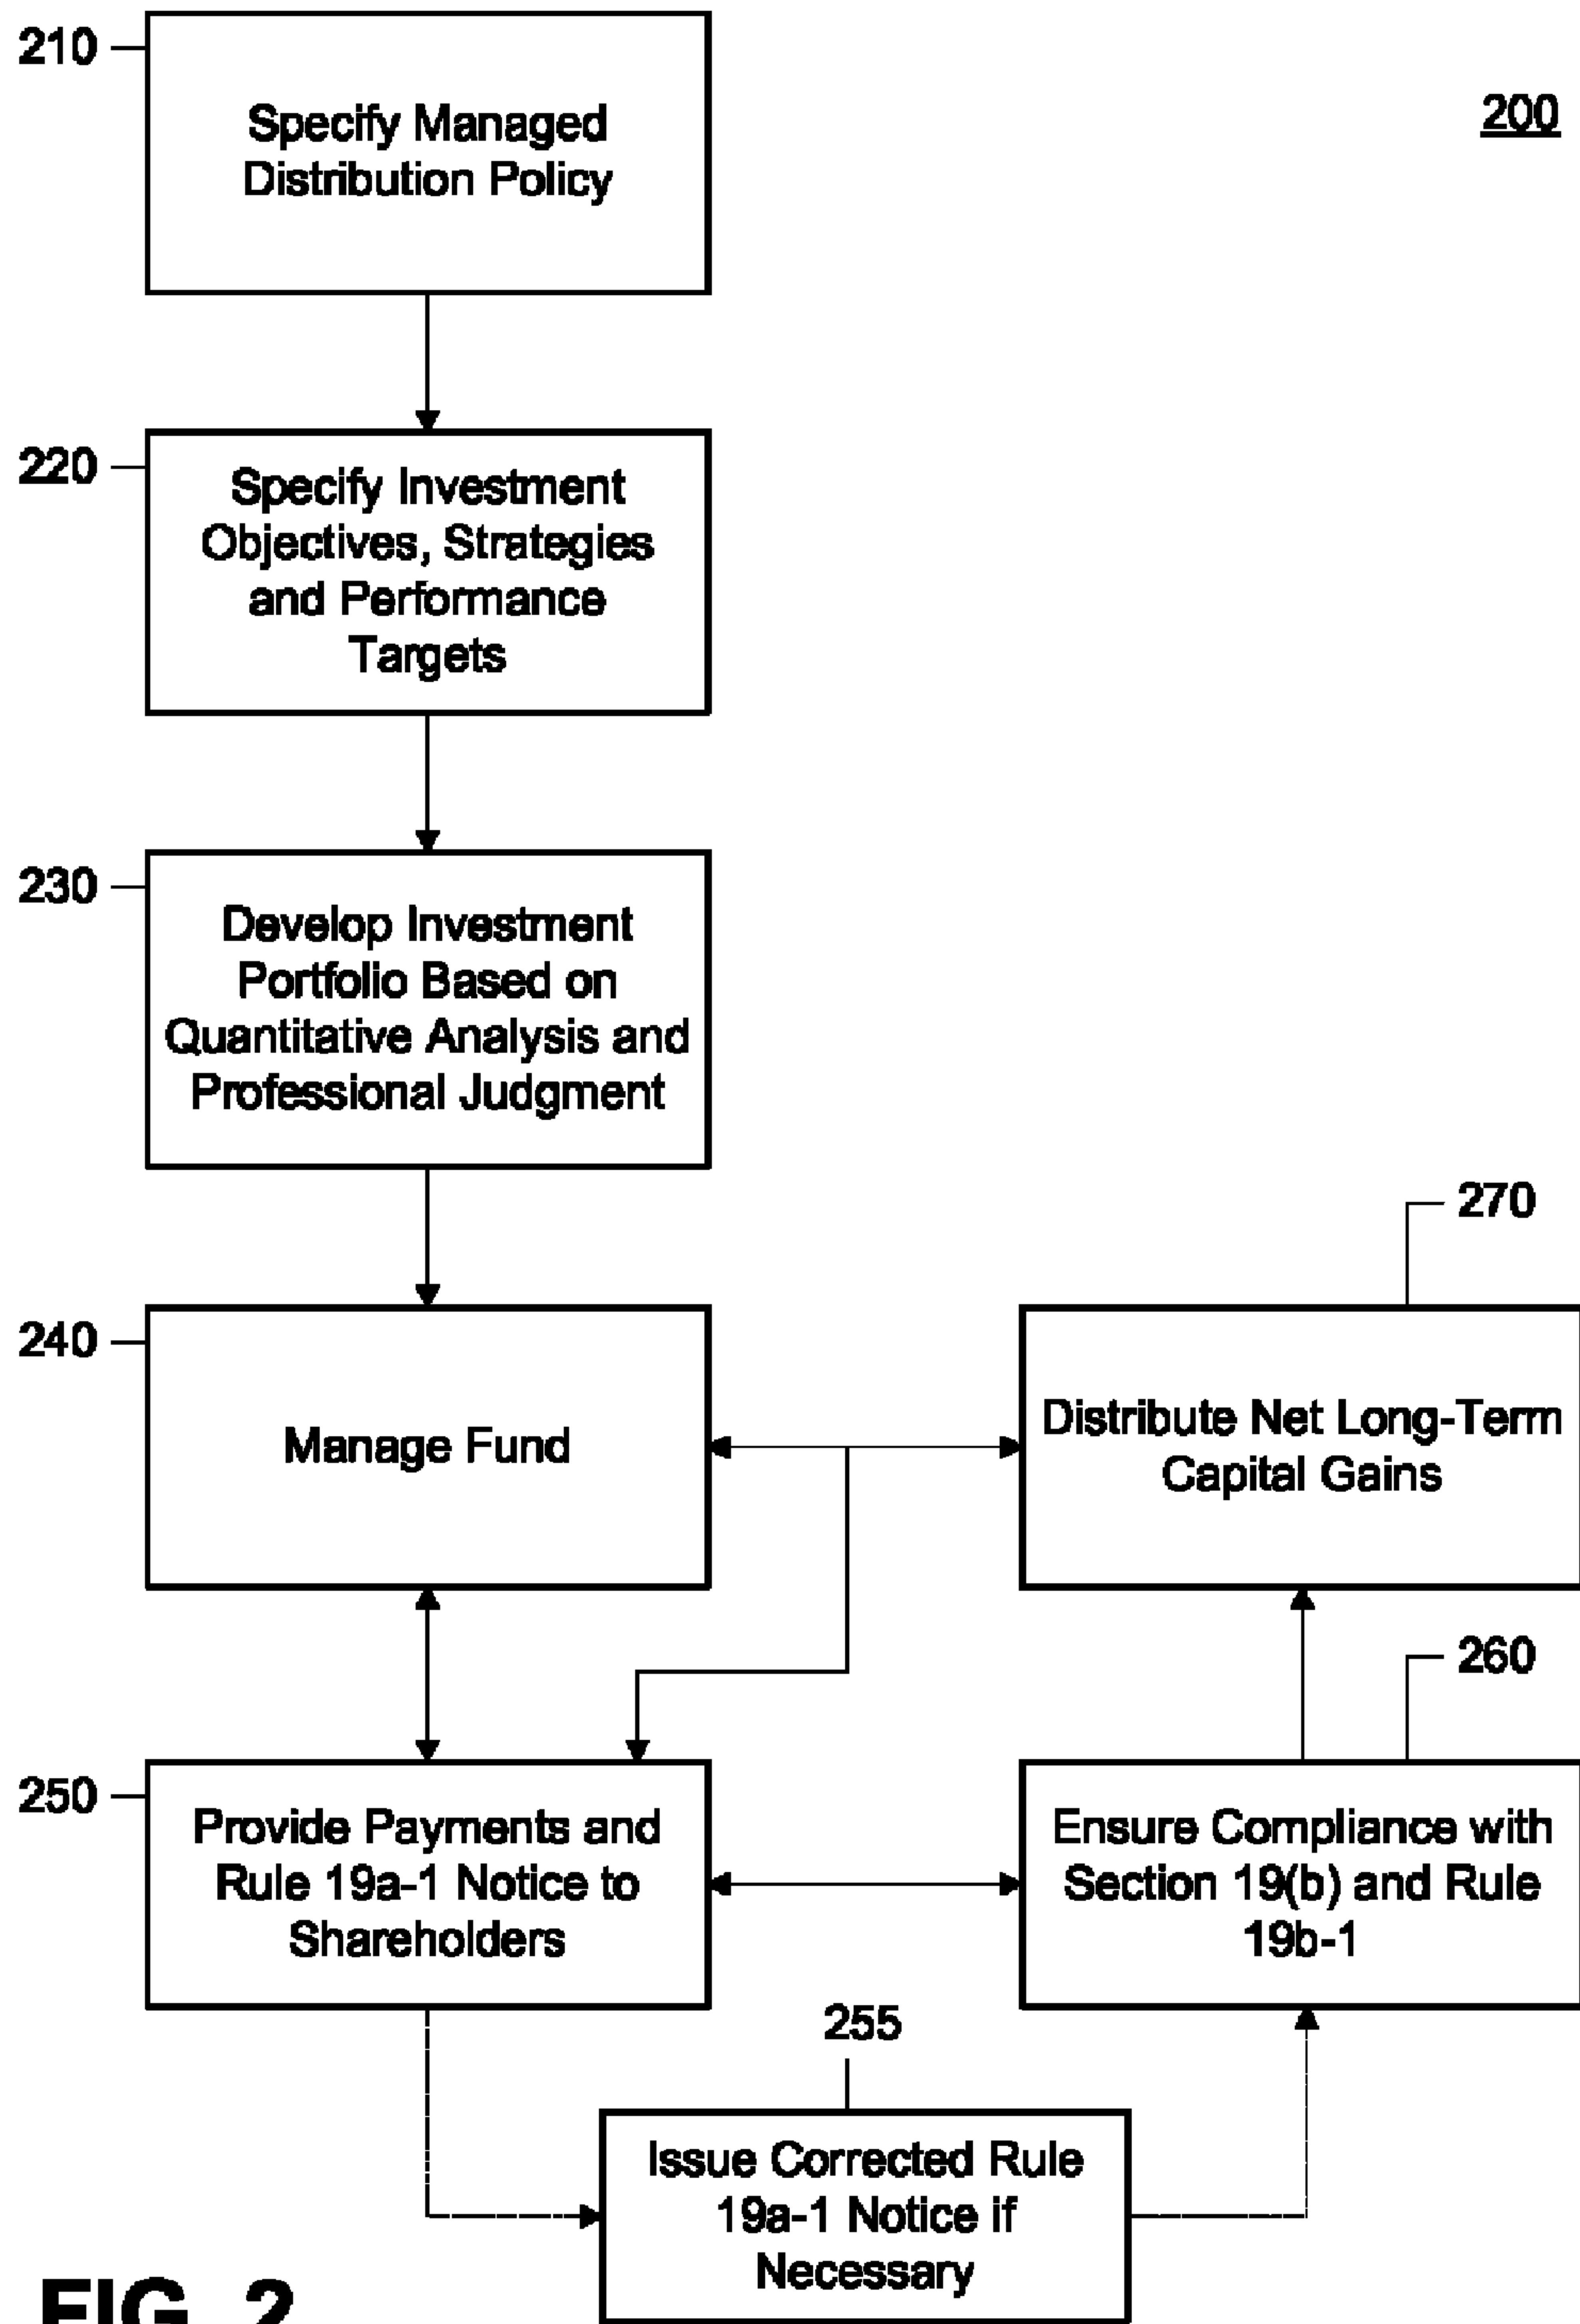 210
Specify Managed
Distribution Policy
200
220
Specify Investment
Objectives, Strategies
and Performance
Targets
230
Develop Investment
Portfolio Based on
Quantitative Analysis and
Professional Judgment
240
Manage Fund
270
Distribute Net Long-Term
Capital Gains
250
Provide Payments and
Rule 19a-1 Notice to
Shareholders
260
Ensure Compliance with
Section 19(b) and Rule
19b-1
255
Issue Corrected Rule
19a-1 Notice if
Necessary
FIG. 2